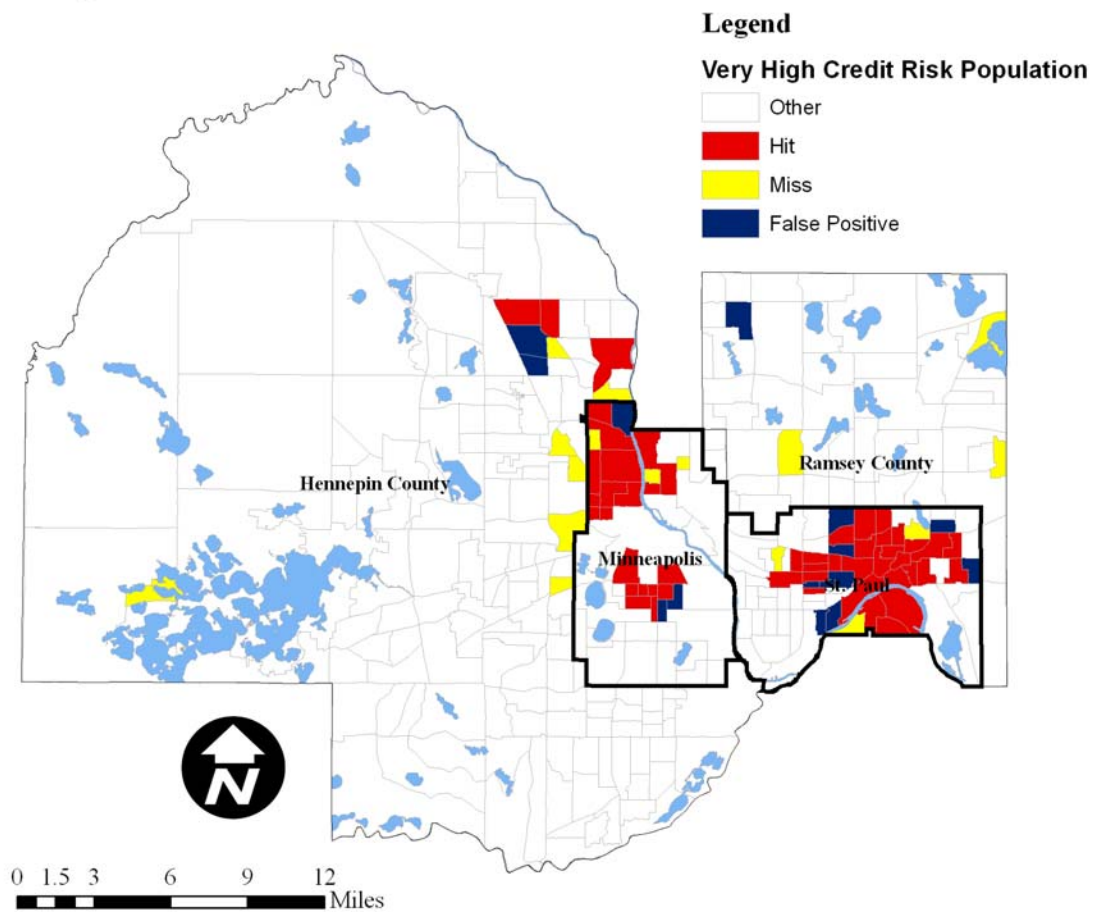 Legend
Very High Credit Risk Population
Other
Hit
Miss
False Positive
Hennepin County
Ramsey County
Minneapolis
St. Paul
N
0 1.5 3 6 9 12
Miles